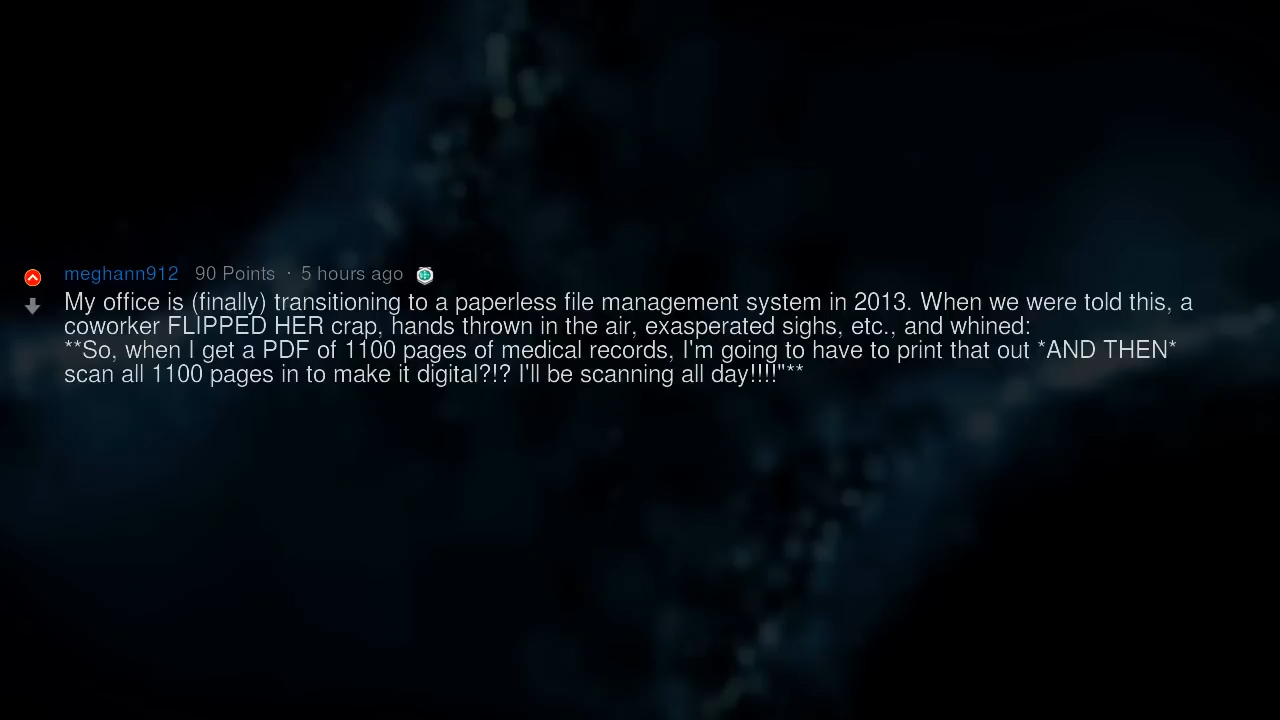 meghann912 90 Points · 5 hours ago
My office is (finally) transitioning to a paperless file management system in 2013. When we were told this, a
coworker FLIPPED HER crap, hands thrown in the air, exasperated sighs, etc., and whined:
**So, when I get a PDF of 1100 pages of medical records, I'm going to have to print that out *AND THEN*
scan all 1100 pages in to make it digital?!? I'll be scanning all day!!!!"**